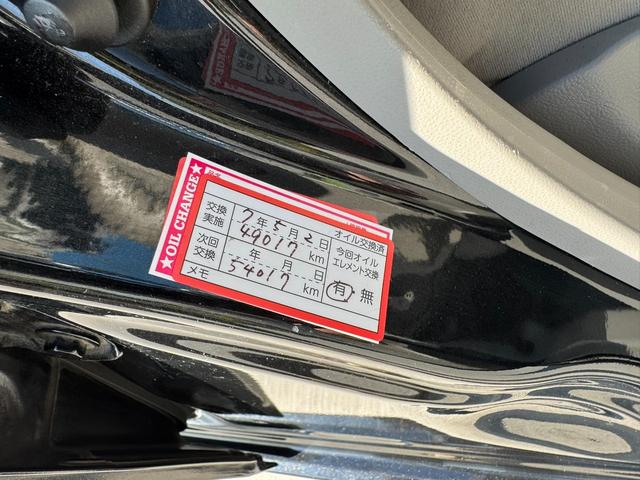 ★OIL CHANGE★
オイル交換済
交換実施 7年5月2日
49017 km
次回交換 年 月 日
54017 km
メモ
今回オイル
エレメント交換
有 無